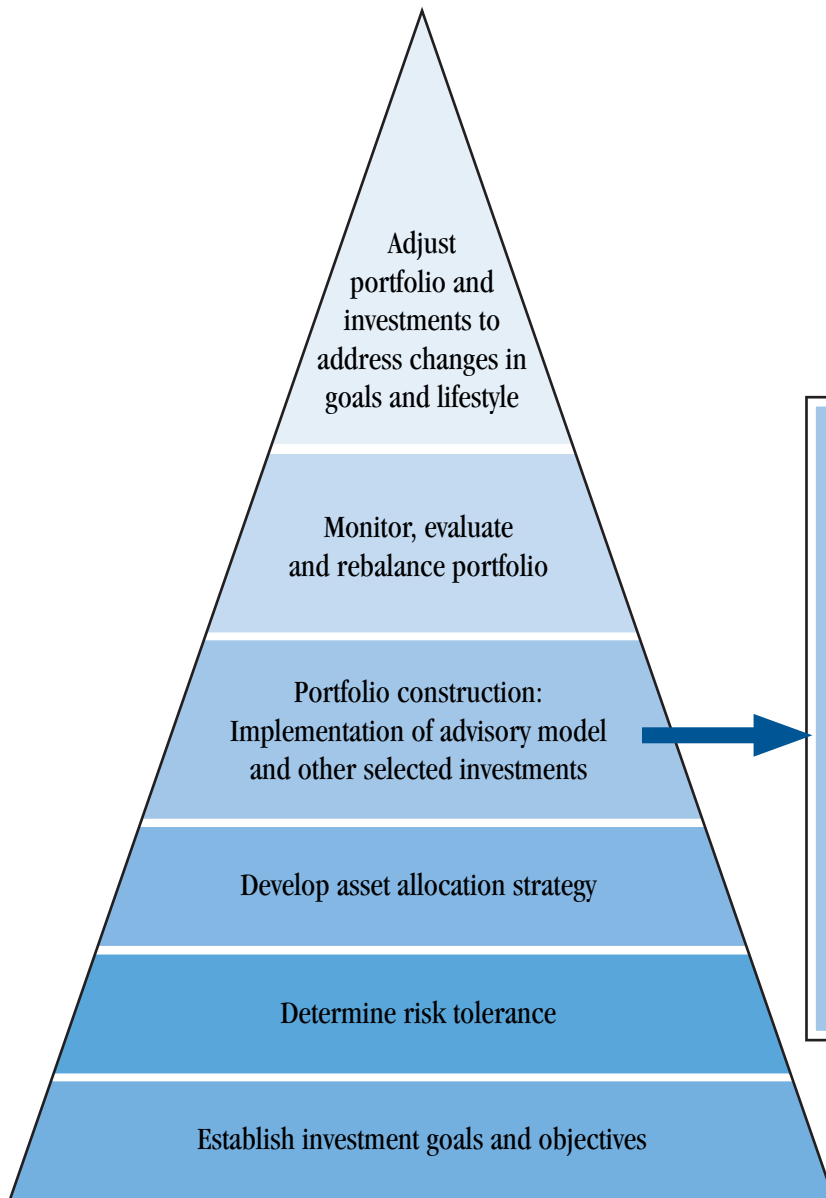 Adjust
portfolio and
investments to
address changes in
goals and lifestyle
Monitor, evaluate
and rebalance portfolio
Portfolio construction:
Implementation of advisory model
and other selected investments
Develop asset allocation strategy
Determine risk tolerance
Establish investment goals and objectives